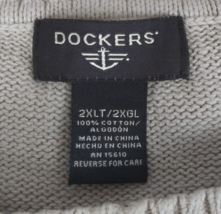 DOCKERS®
2XLT/2XGL
100% COTTON/
ALGODÓN
MADE IN CHINA
HECHO EN CHINA
RN 15610
REVERSE FOR CARE